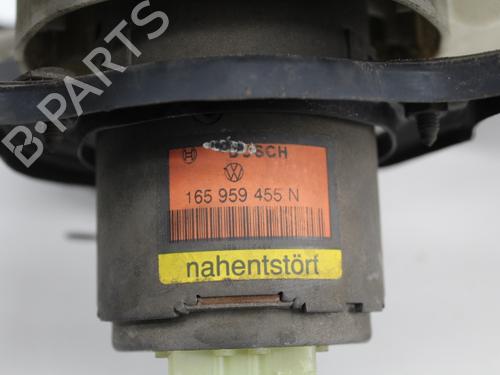 B-PARTS
BOSCH
165 959 455 N
nahentstört